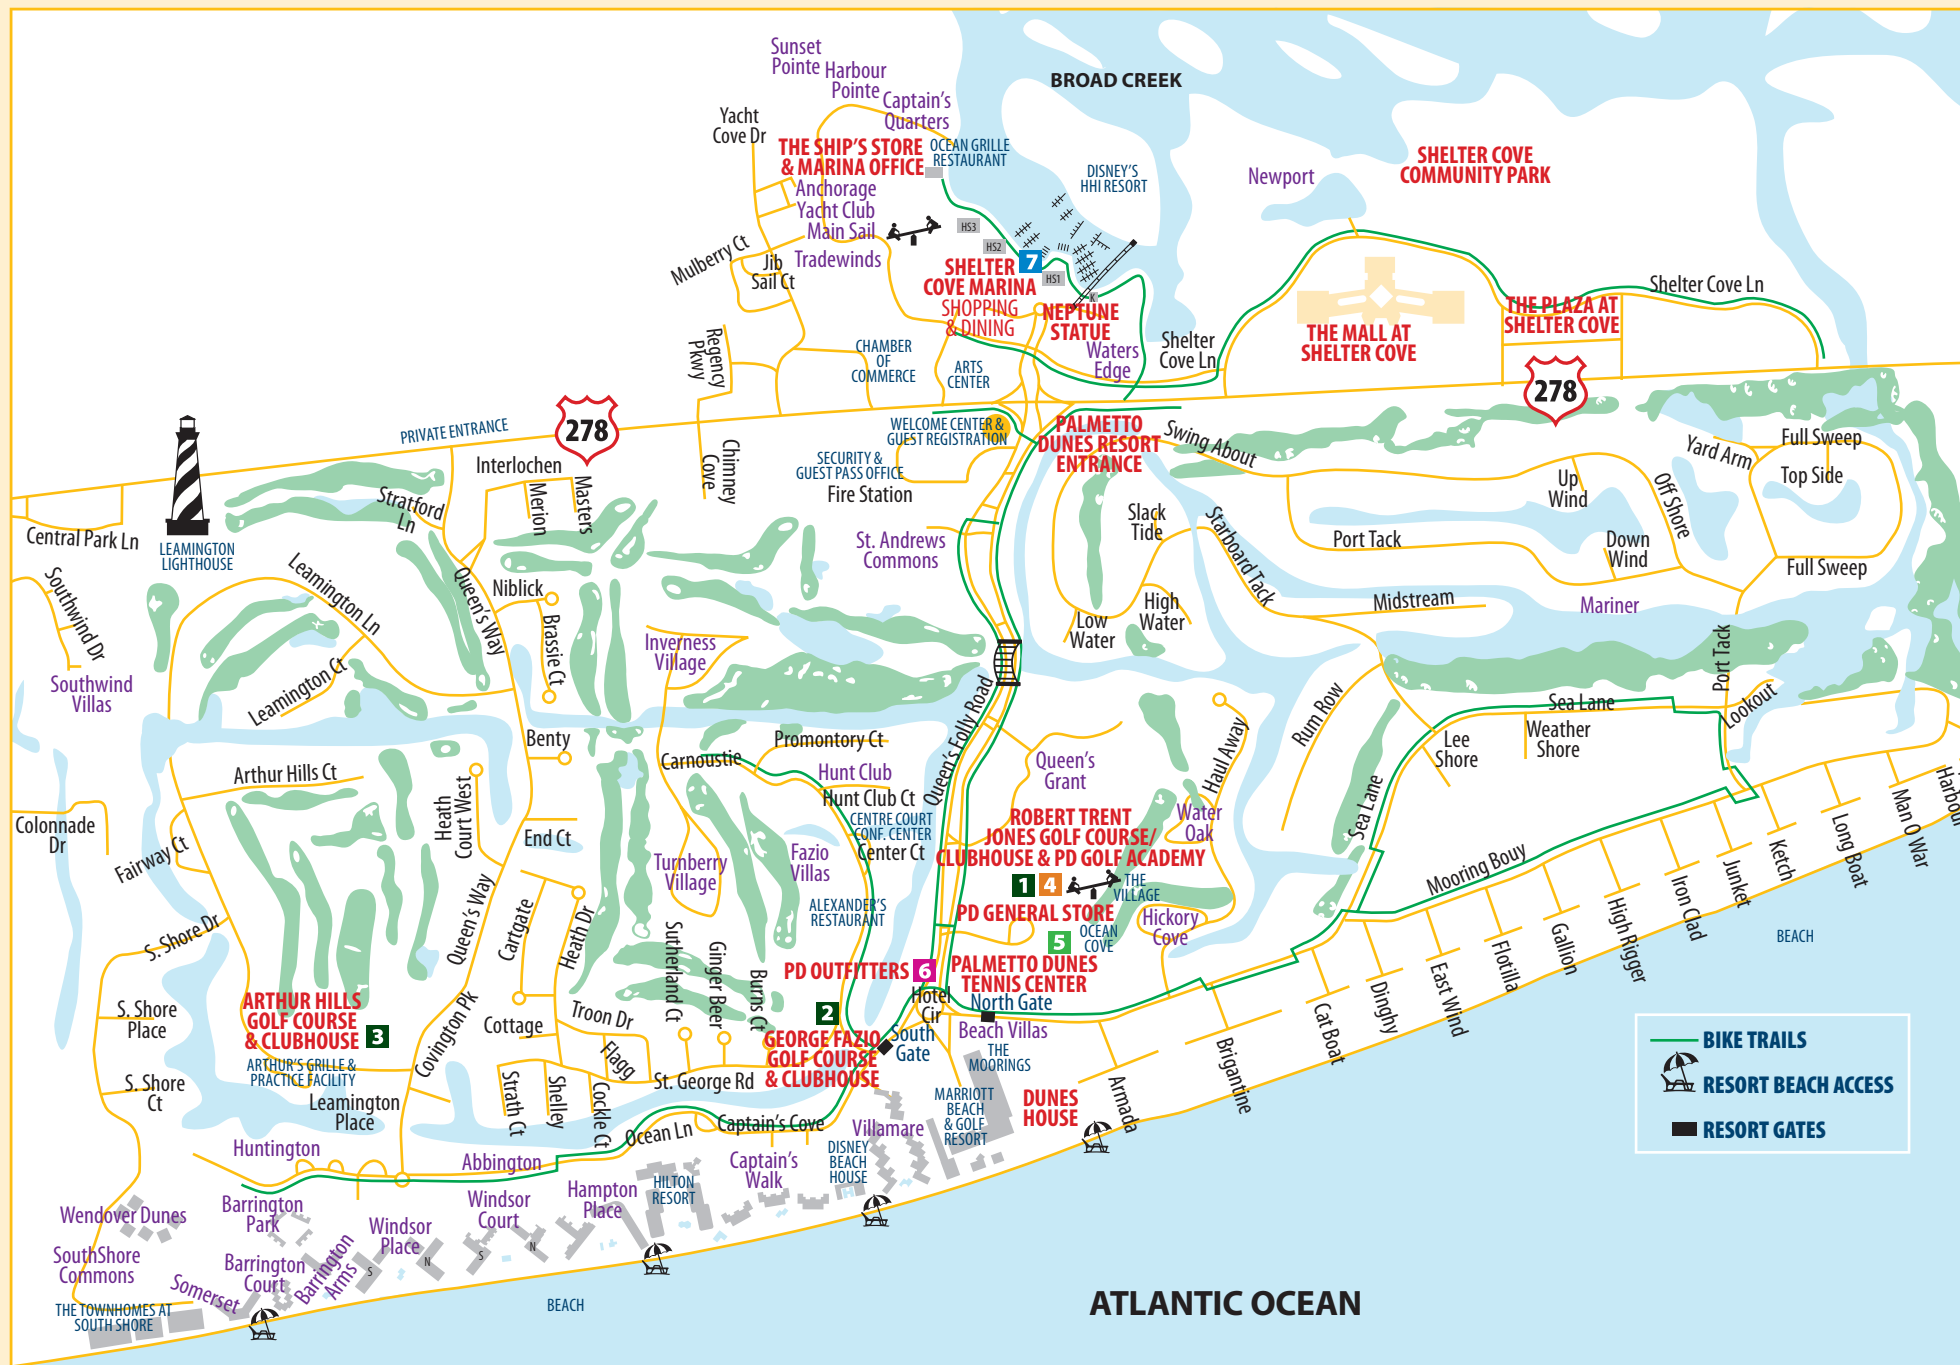 Sunset
Pointe
Harbour
Pointe
Captain's
Quarters
BROAD CREEK
Yacht
Cove Dr
THE SHIP'S STORE
& MARINA OFFICE
OCEAN GRILLE
RESTAURANT
DISNEY'S
HHI RESORT
Newport
SHELTER COVE
COMMUNITY PARK
Anchorage
Yacht Club
Main Sail
Tradewinds
HS3
HS2
HS1
K
7
Mulberry Ct
Jib
Sail Ct
SHELTER
COVE MARINA
SHOPPING
& DINING
NEPTUNE
STATUE
Waters
Edge
Shelter
Cove Ln
THE MALL AT
SHELTER COVE
THE PLAZA AT
SHELTER COVE
Shelter Cove Ln
Regency
Pkwy
CHAMBER
OF
COMMERCE
ARTS
CENTER
278
278
PRIVATE ENTRANCE
WELCOME CENTER &
GUEST REGISTRATION
PALMETTO
DUNES RESORT
ENTRANCE
SECURITY &
GUEST PASS OFFICE
Fire Station
Chimney
Cove
Swing About
Yard Arm
Full Sweep
Top Side
Full Sweep
Up
Wind
Off Shore
Down
Wind
Port Tack
Slack
Tide
Starboard Tack
High
Water
Low
Water
Midstream
Mariner
Port Tack
Interlochen
Merion
Masters
Stratford
Ln
Central Park Ln
LEAMINGTON
LIGHTHOUSE
Southwind Dr
Southwind
Villas
Leamington Ln
Leamington Ct
Queen's Way
Niblick
Brassie Ct
St. Andrews
Commons
Inverness
Village
Queen's Folly Road
Benty
Carnoustie
Promontory Ct
Hunt Club
Hunt Club Ct
CENTRE COURT
CONF. CENTER
Center Ct
Queen's
Grant
Haul Away
Rum Row
Sea Lane
Weather
Shore
Lee
Shore
Lookout
Sea Lane
Arthur Hills Ct
Heath
Court West
End Ct
Colonnade
Dr
Fairway Ct
Turnberry
Village
Fazio
Villas
ROBERT TRENT
JONES GOLF COURSE/
CLUBHOUSE & PD GOLF ACADEMY
1
4
THE
VILLAGE
Water
Oak
PD GENERAL STORE
5
OCEAN
COVE
Hickory
Cove
Mooring Bouy
ALEXANDER'S
RESTAURANT
Queen's Way
Cartgate
Heath Dr
Sutherland Ct
Ginger Beer
Burns Ct
S. Shore Dr
S. Shore
Place
S. Shore
Ct
PD OUTFITTERS
6
PALMETTO DUNES
TENNIS CENTER
North Gate
Hotel
Cir
Beach Villas
South
Gate
THE
MOORINGS
ARTHUR HILLS
GOLF COURSE
& CLUBHOUSE
3
ARTHUR'S GRILLE &
PRACTICE FACILITY
Leamington
Place
Covington Pk
Cottage
Troon Dr
Flagg
2
GEORGE FAZIO
GOLF COURSE
& CLUBHOUSE
St. George Rd
Strath Ct
Shelley
Cockle Ct
Ocean Ln
Captain's Cove
Villamare
MARRIOTT
BEACH
& GOLF
RESORT
DUNES
HOUSE
Armada
Brigantine
Cat Boat
Dinghy
East Wind
Flotilla
Gallion
High Rigger
Iron Clad
Junket
Ketch
Long Boat
Man O War
Harbour
BEACH
Huntington
Abbington
Captain's
Walk
DISNEY
BEACH
HOUSE
HILTON
RESORT
Hampton
Place
Windsor
Court
Windsor
Place
Barrington
Park
Barrington
Court
Barrington
Arms
S
N
S
N
Wendover Dunes
SouthShore
Commons
Somerset
THE TOWNHOMES AT
SOUTH SHORE
BEACH
ATLANTIC OCEAN
BIKE TRAILS
RESORT BEACH ACCESS
RESORT GATES